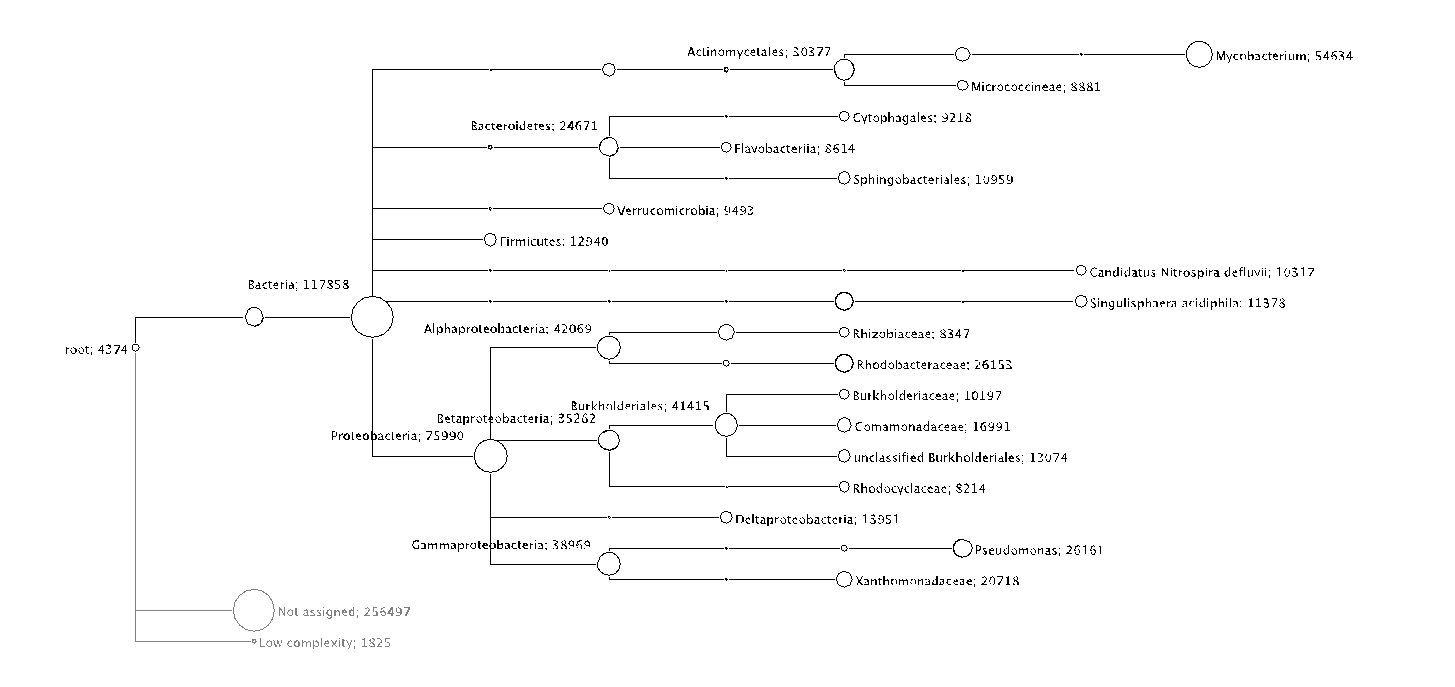 Actinomycetales; 30377
Mycobacterium; 54634
Micrococcineae; 8881
Cytophagales; 9218
Bacteroidetes; 24671
Flavobacteriia; 8614
Sphingobacteriales; 10959
Verrucomicrobia; 9493
Firmicutes; 12940
Candidatus Nitrospira defluvii; 10317
Bacteria; 117858
Singulisphaera acidiphila; 11378
Alphaproteobacteria; 42069
Rhizobiaceae; 8347
root; 4374
Rhodobacteraceae; 26153
Burkholderiaceae; 10197
Burkholderiales; 41415
Betaproteobacteria; 35262
Comamonadaceae; 16991
Proteobacteria; 75990
unclassified Burkholderiales; 13074
Rhodocyclaceae; 8214
Deltaproteobacteria; 13951
Gammaproteobacteria; 38969
Pseudomonas; 26161
Xanthomonadaceae; 20718
Not assigned; 256497
Low complexity; 1825